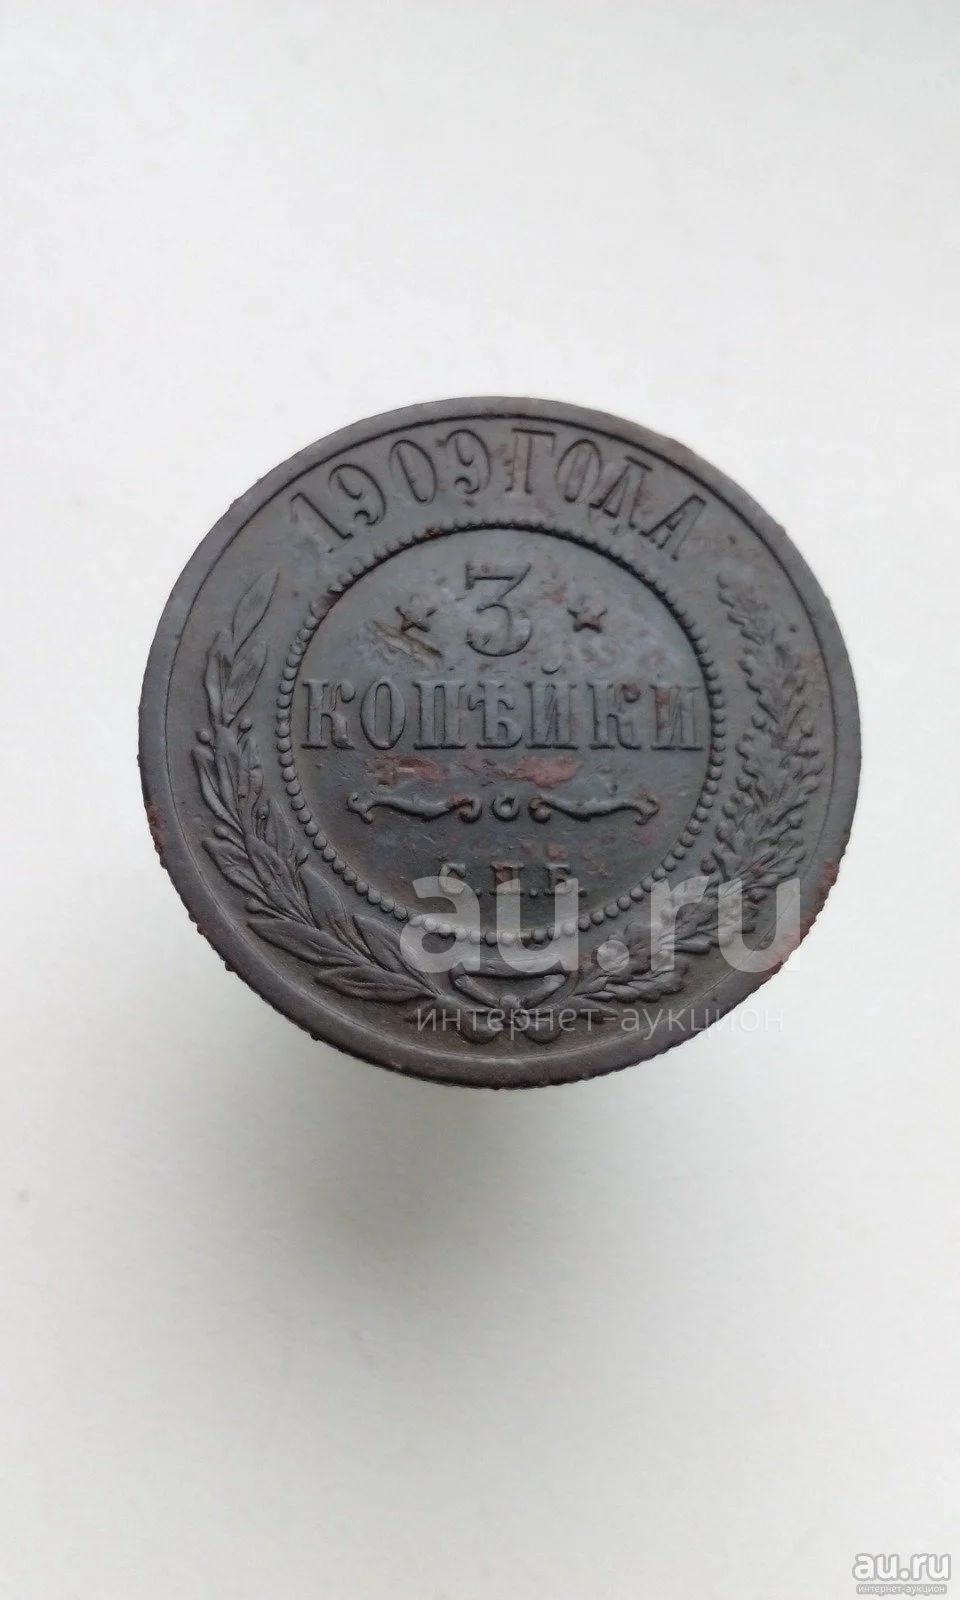 1909 ГОДА
3
КОПѢЙКИ
С.П.Б.
au.ru
интернет-аукцион
au.ru
интернет-аукцион